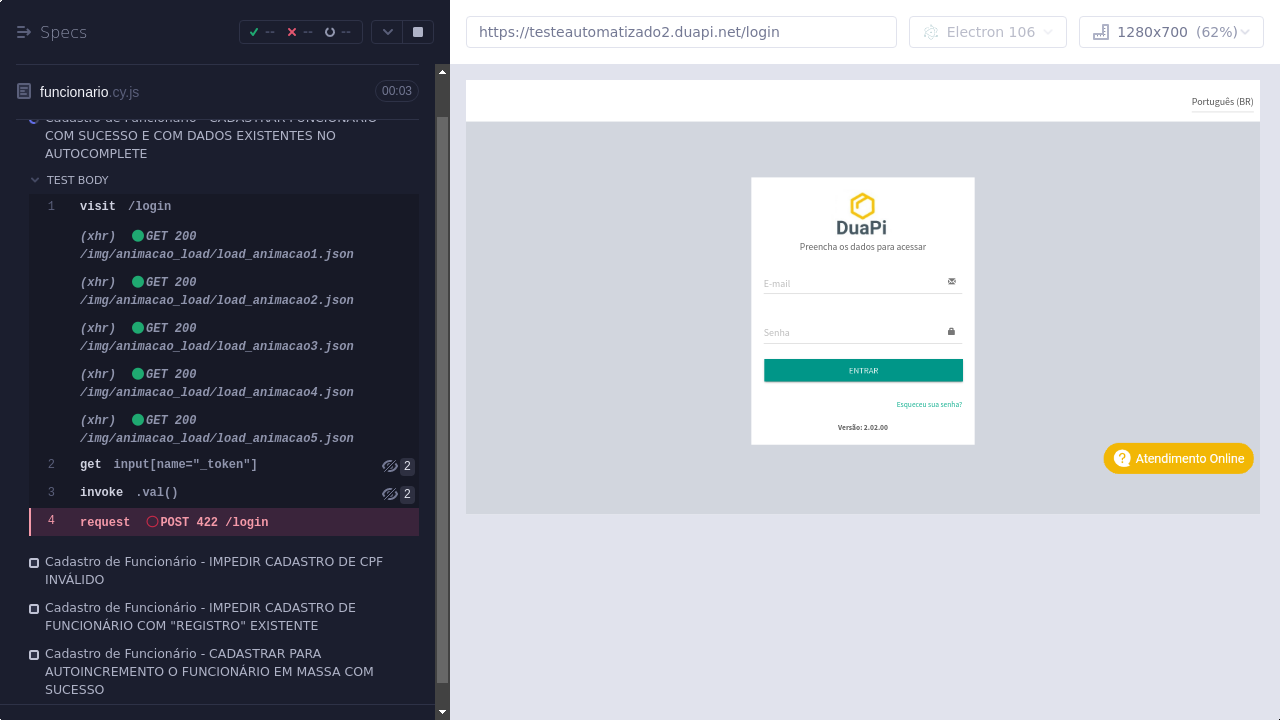 Specs
--
--
--
https://testeautomatizado2.duapi.net/login
Electron 106
1280x700 (62%)
funcionario.cy.js
00:03
Cadastro de Funcionário - CADASTRAR FUNCIONÁRIO
COM SUCESSO E COM DADOS EXISTENTES NO
AUTOCOMPLETE
TEST BODY
1 visit /login
(xhr) GET 200
/img/animacao_load/load_animacao1.json
(xhr) GET 200
/img/animacao_load/load_animacao2.json
(xhr) GET 200
/img/animacao_load/load_animacao3.json
(xhr) GET 200
/img/animacao_load/load_animacao4.json
(xhr) GET 200
/img/animacao_load/load_animacao5.json
2 get input[name="_token"] 2
3 invoke .val() 2
4 request POST 422 /login
Cadastro de Funcionário - IMPEDIR CADASTRO DE CPF
INVÁLIDO
Cadastro de Funcionário - IMPEDIR CADASTRO DE
FUNCIONÁRIO COM "REGISTRO" EXISTENTE
Cadastro de Funcionário - CADASTRAR PARA
AUTOINCREMENTO O FUNCIONÁRIO EM MASSA COM
SUCESSO
Português (BR)
DuaPi
Preencha os dados para acessar
E-mail
Senha
ENTRAR
Esqueceu sua senha?
Versão: 2.02.00
Atendimento Online